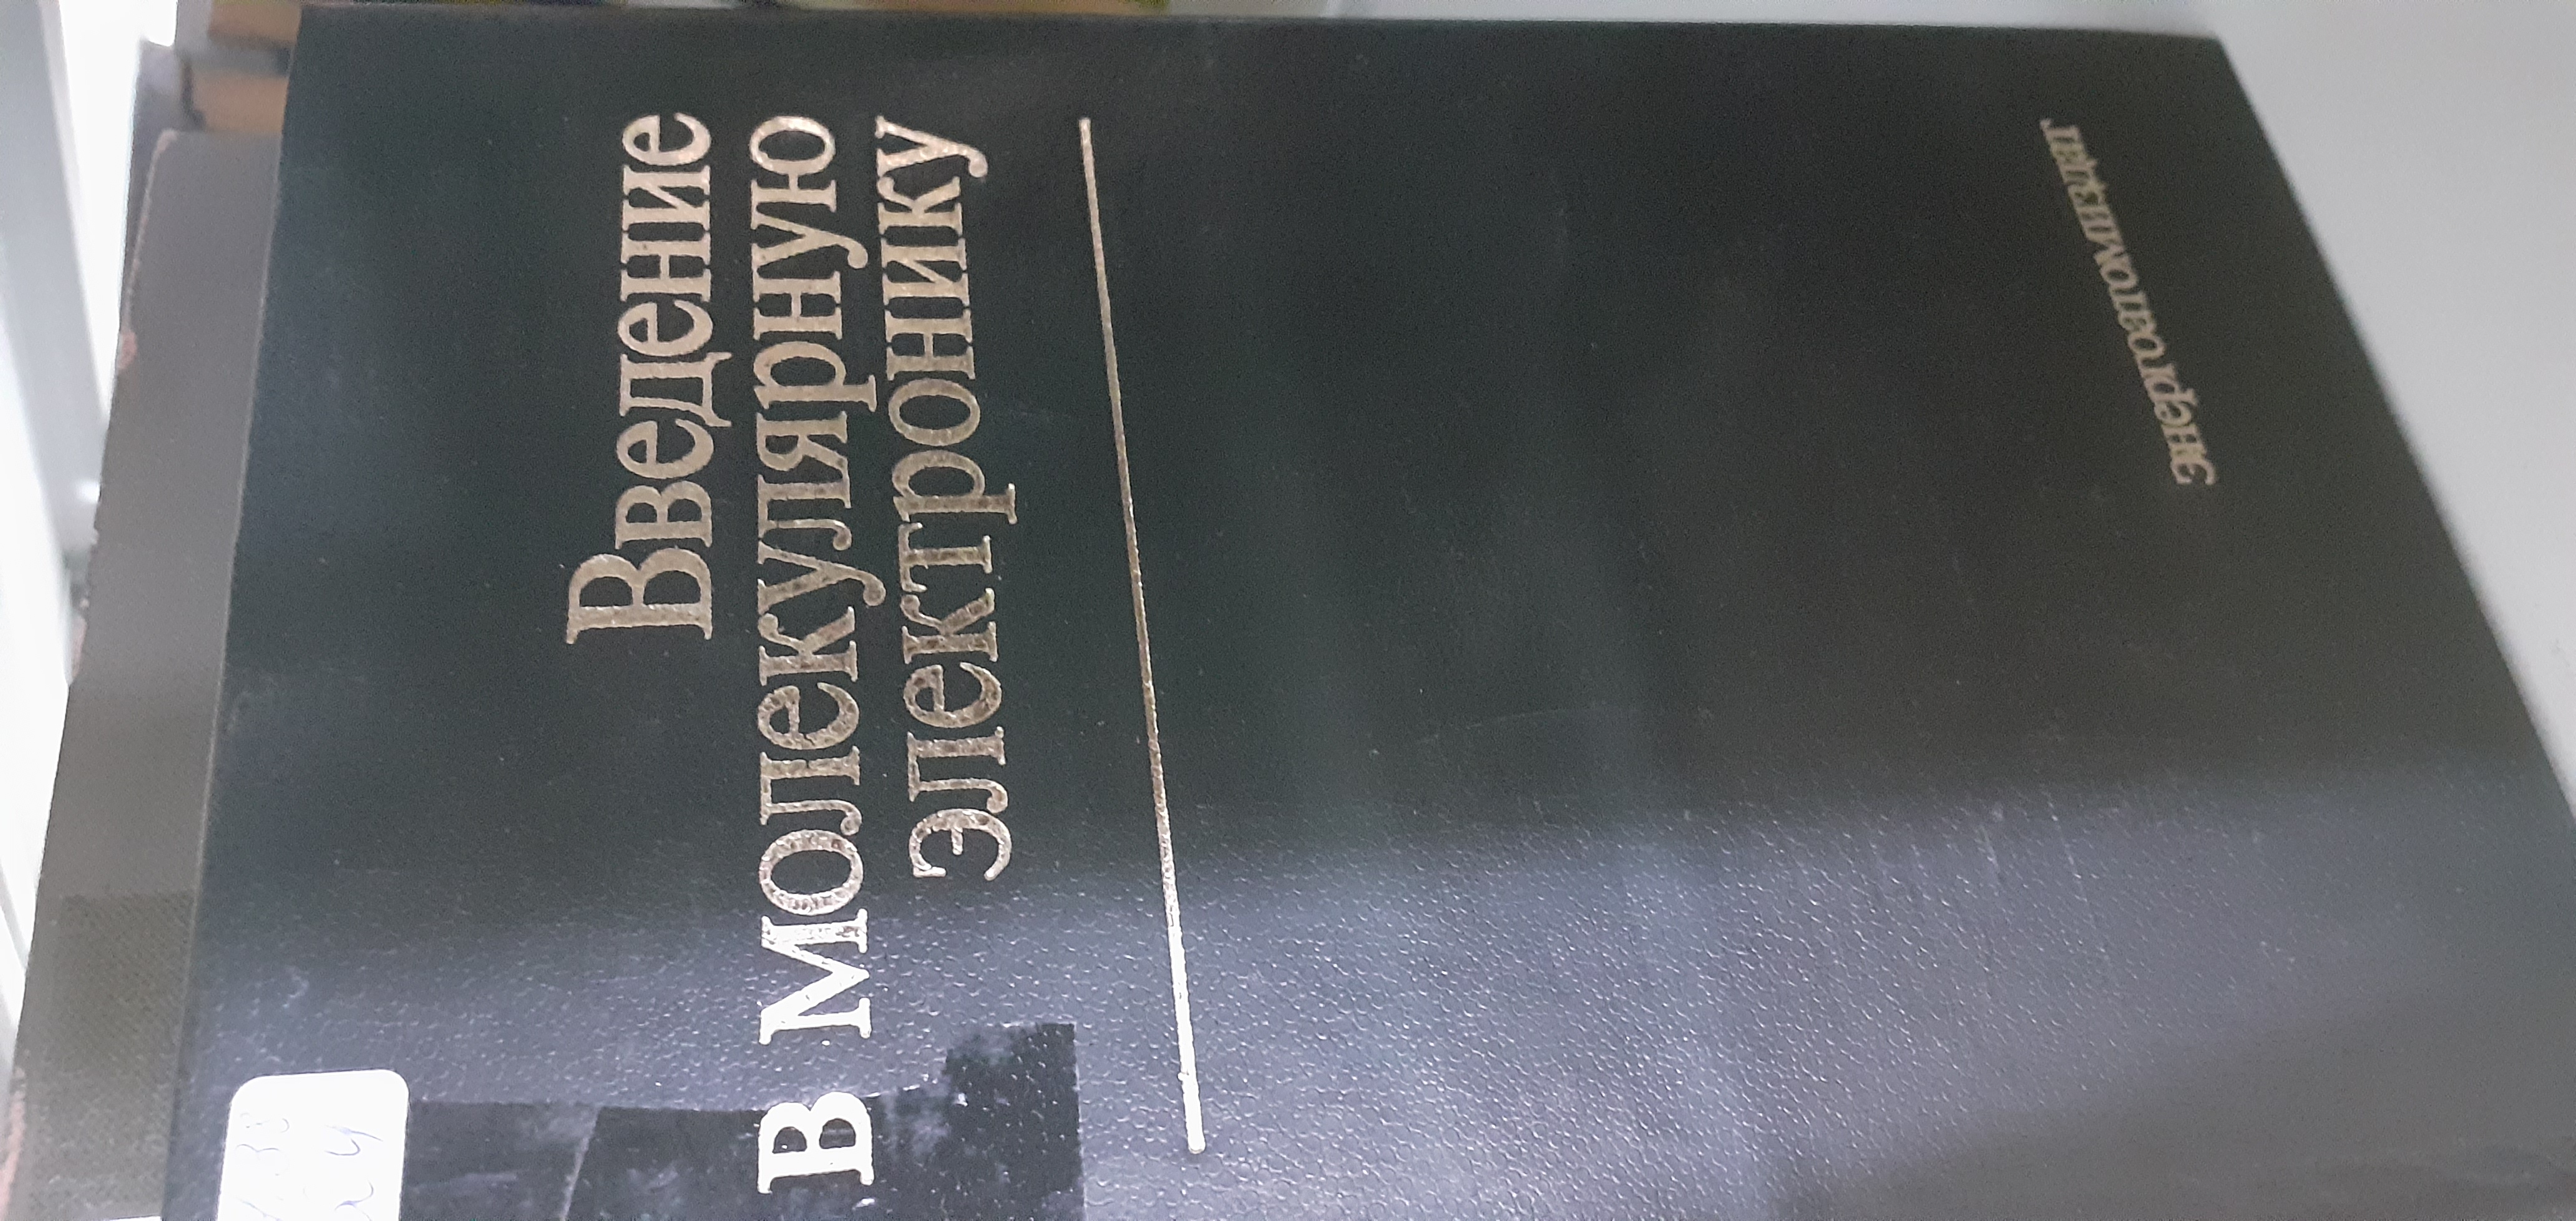 Введение
в молекулярную
электронику
Энергоатомиздат